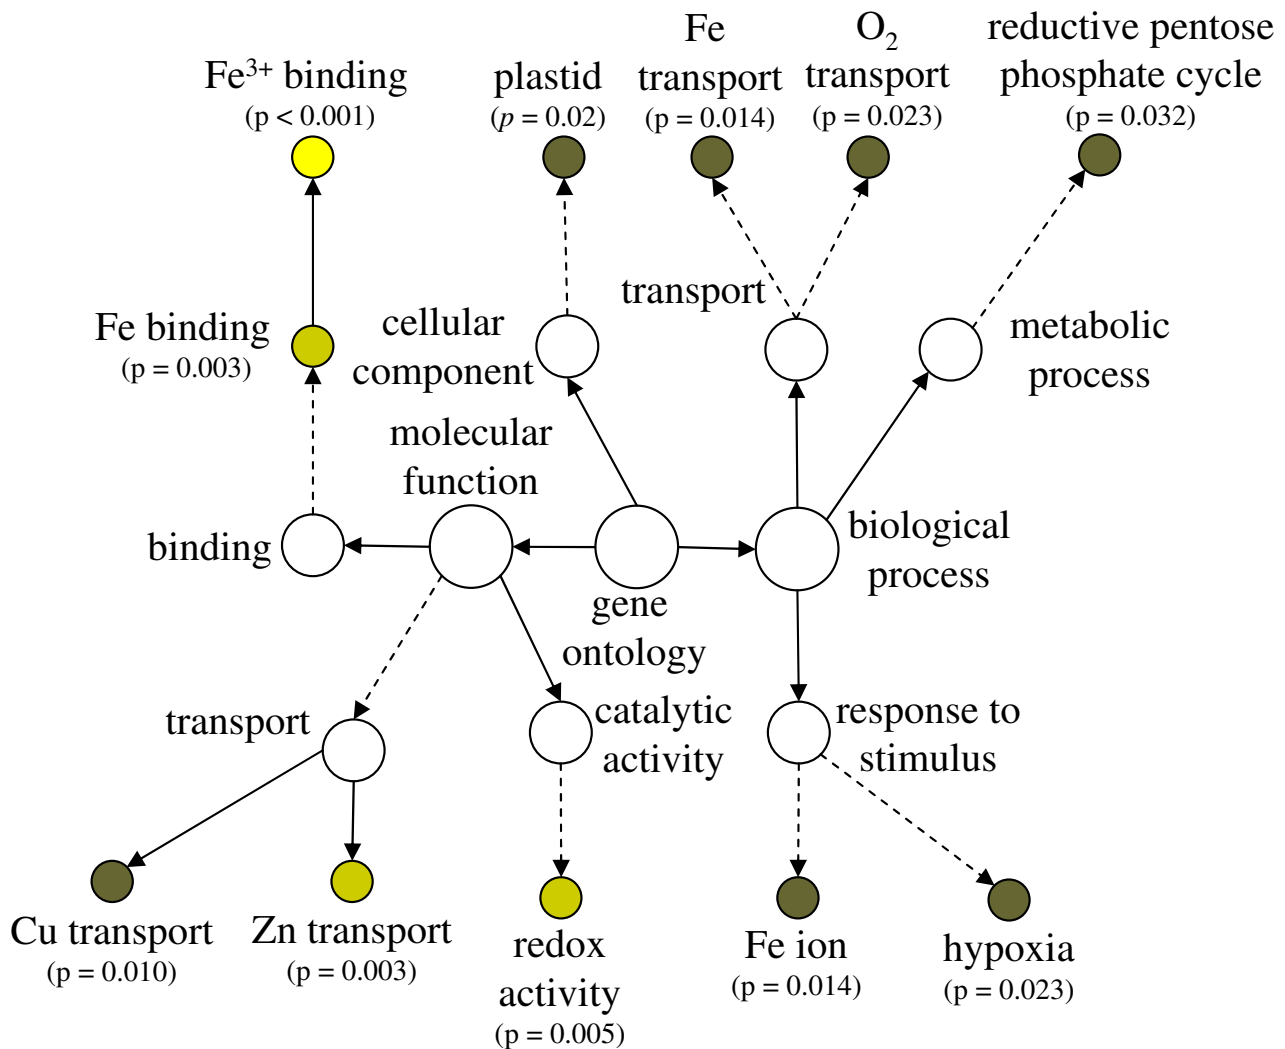 Fe³⁺ binding
(p < 0.001)
plastid
(p = 0.02)
Fe
transport
(p = 0.014)
O₂
transport
(p = 0.023)
reductive pentose
phosphate cycle
(p = 0.032)
Fe binding
(p = 0.003)
cellular
component
transport
metabolic
process
molecular
function
binding
gene
ontology
biological
process
transport
catalytic
activity
response to
stimulus
Cu transport
(p = 0.010)
Zn transport
(p = 0.003)
redox
activity
(p = 0.005)
Fe ion
(p = 0.014)
hypoxia
(p = 0.023)